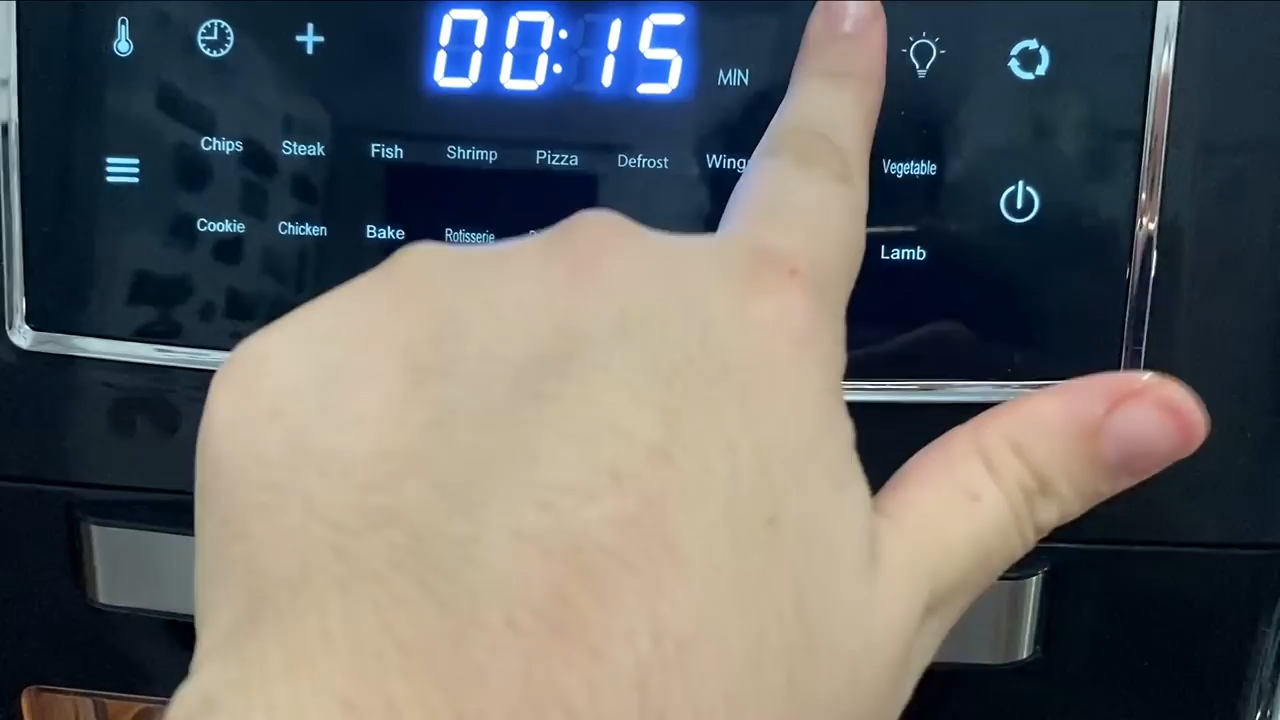 00:15 MIN
Chips Steak Fish Shrimp Pizza Defrost Wings Vegetable
Cookie Chicken Bake Rotisserie Lamb